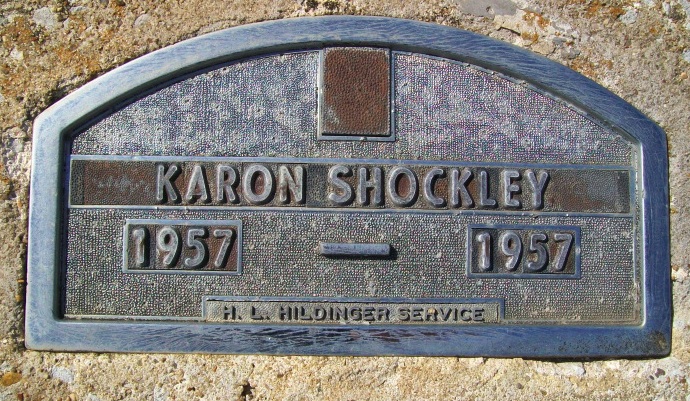 KARON SHOCKLEY
1957 — 1957
H. L. HILDINGER SERVICE